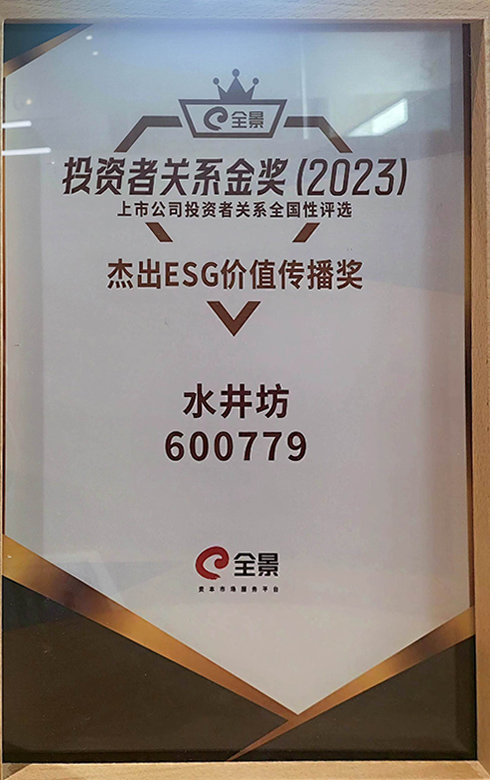 全景
投资者关系金奖(2023)
上市公司投资者关系全国性评选
杰出ESG价值传播奖
水井坊
600779
全景
资本市场服务平台